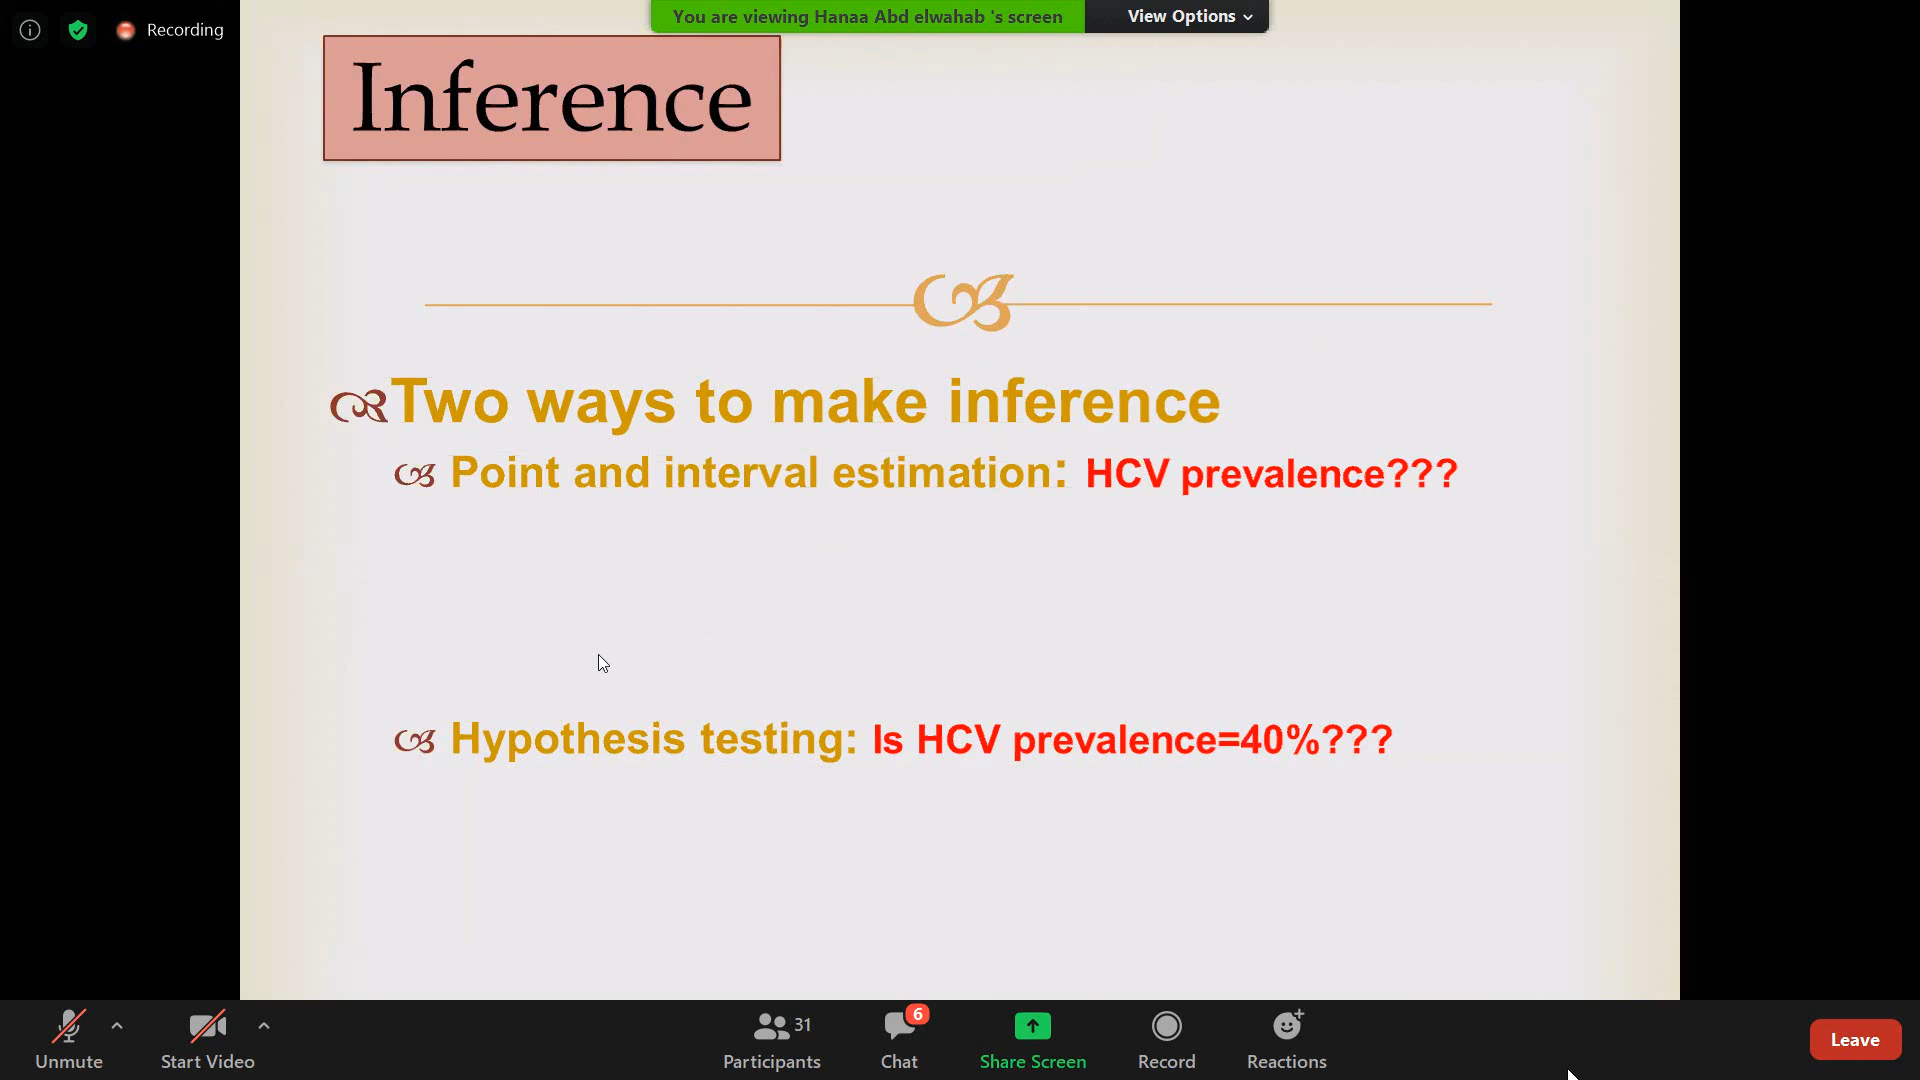 Recording
You are viewing Hanaa Abd elwahab 's screen
View Options
Inference
Two ways to make inference
Point and interval estimation: HCV prevalence???
Hypothesis testing: Is HCV prevalence=40%???
Unmute
Start Video
31
Participants
6
Chat
Share Screen
Record
Reactions
Leave